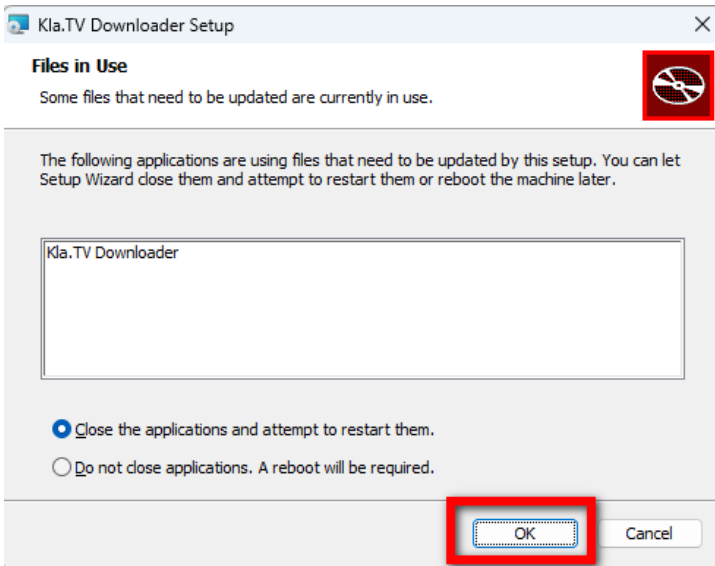 Kla.TV Downloader Setup
Files in Use
Some files that need to be updated are currently in use.
The following applications are using files that need to be updated by this setup. You can let
Setup Wizard close them and attempt to restart them or reboot the machine later.
Kla.TV Downloader
Close the applications and attempt to restart them.
Do not close applications. A reboot will be required.
OK
Cancel